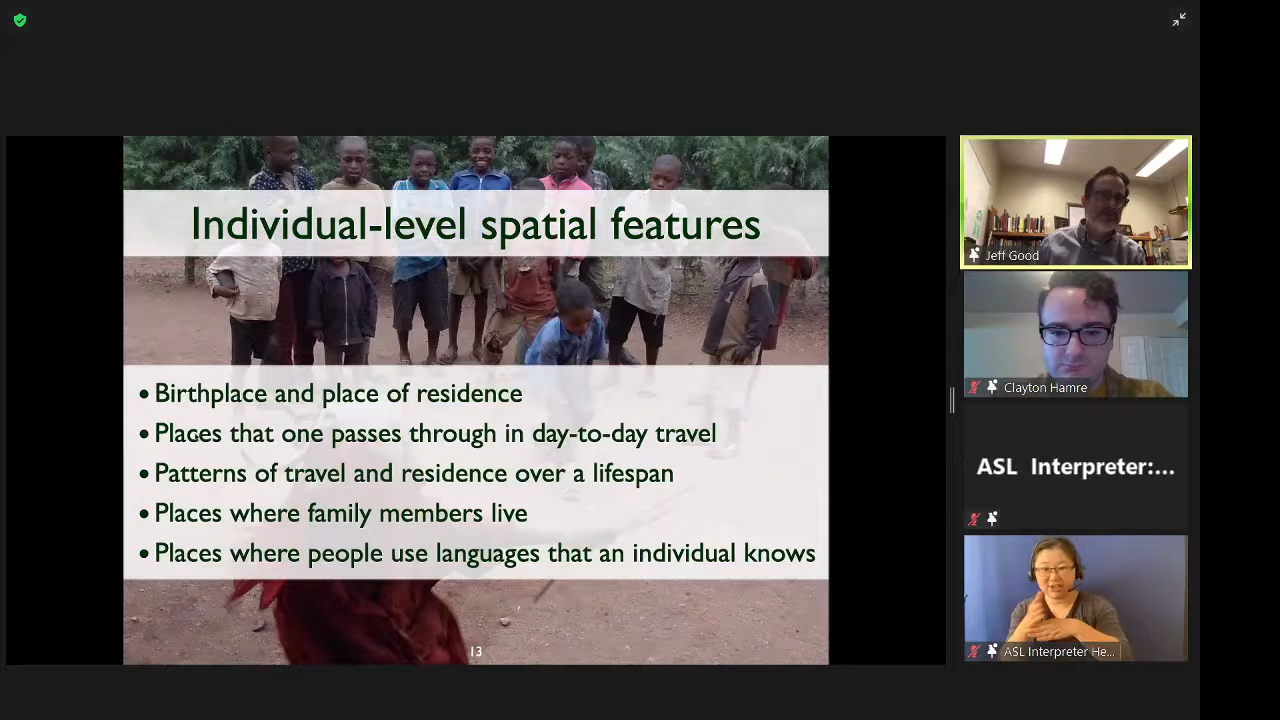 Individual-level spatial features
• Birthplace and place of residence
• Places that one passes through in day-to-day travel
• Patterns of travel and residence over a lifespan
• Places where family members live
• Places where people use languages that an individual knows
13
Jeff Good
Clayton Hamre
ASL Interpreter:...
ASL Interpreter He...